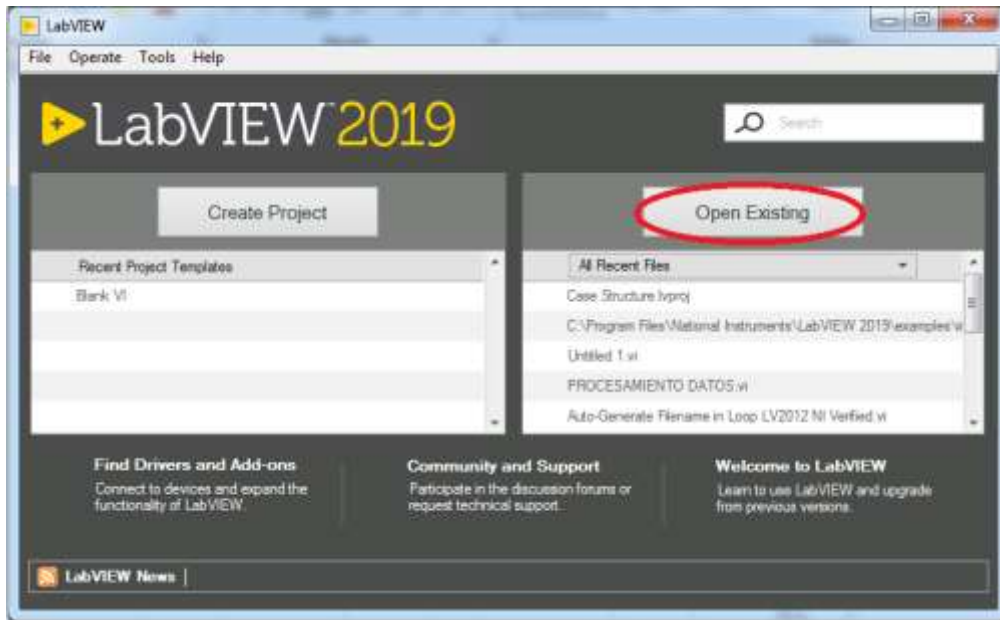 LabVIEW
File Operate Tools Help
LabVIEW 2019
Search
Create Project
Open Existing
Recent Project Templates
All Recent Files
Blank VI
Case Structure.lvproj
C:\Program Files\National Instruments\LabVIEW 2019\examples\
Untitled 1.vi
PROCESAMIENTO DATOS.vi
Auto-Generate Filename in Loop LV2012 NI Verified.vi
Find Drivers and Add-ons
Connect to devices and expand the
functionality of LabVIEW.
Community and Support
Participate in the discussion forums or
request technical support.
Welcome to LabVIEW
Learn to use LabVIEW and upgrade
from previous versions.
LabVIEW News